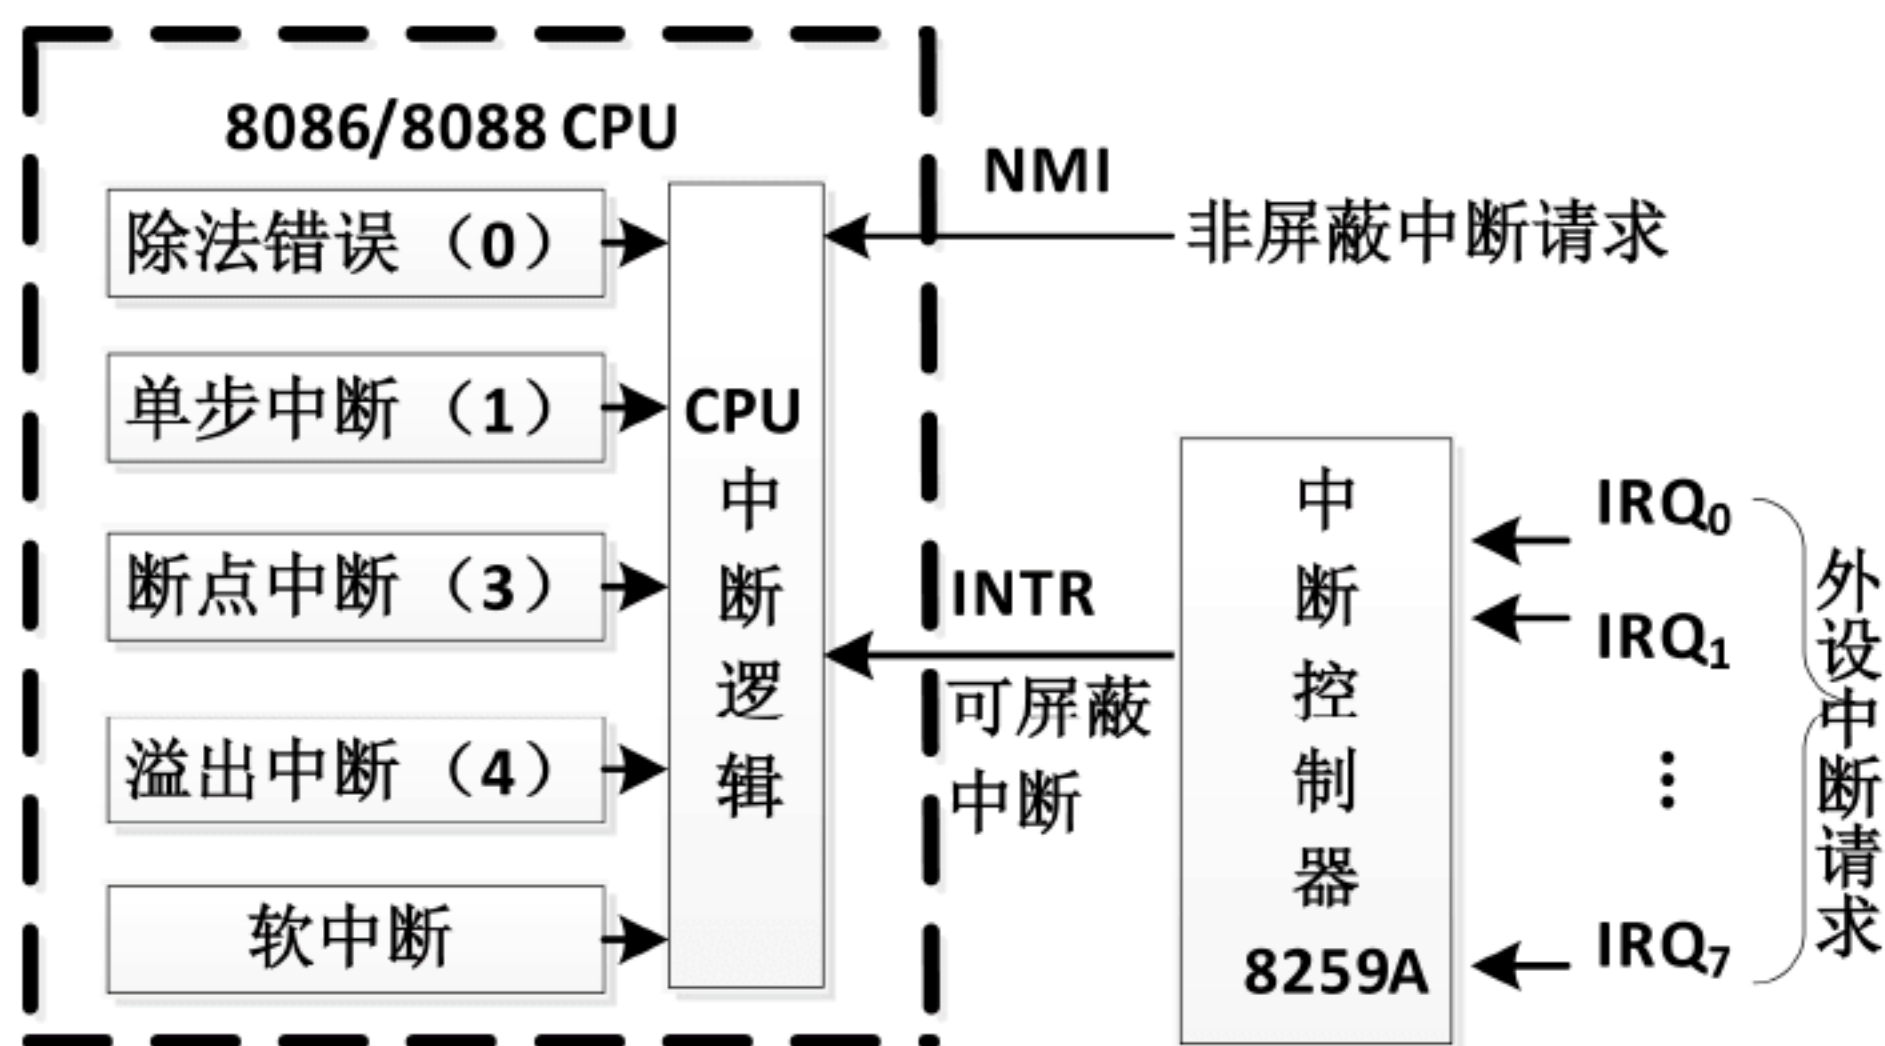 8086/8088 CPU
除法错误（0）
单步中断（1）
断点中断（3）
溢出中断（4）
软中断
CPU
中断逻辑
NMI
非屏蔽中断请求
INTR
可屏蔽
中断
中断控制器
8259A
IRQ0
IRQ1
⋮
IRQ7
外设中断请求